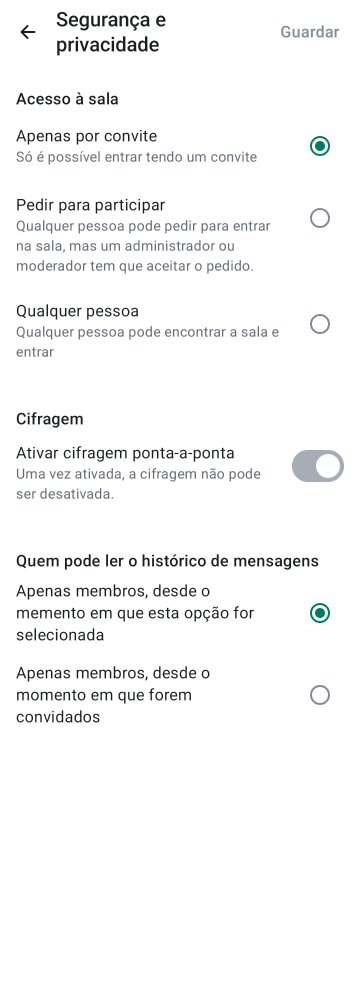 Segurança e
privacidade
Guardar
Acesso à sala
Apenas por convite
Só é possível entrar tendo um convite
Pedir para participar
Qualquer pessoa pode pedir para entrar
na sala, mas um administrador ou
moderador tem que aceitar o pedido.
Qualquer pessoa
Qualquer pessoa pode encontrar a sala e
entrar
Cifragem
Ativar cifragem ponta-a-ponta
Uma vez ativada, a cifragem não pode
ser desativada.
Quem pode ler o histórico de mensagens
Apenas membros, desde o
memento em que esta opção for
selecionada
Apenas membros, desde o
momento em que forem
convidados